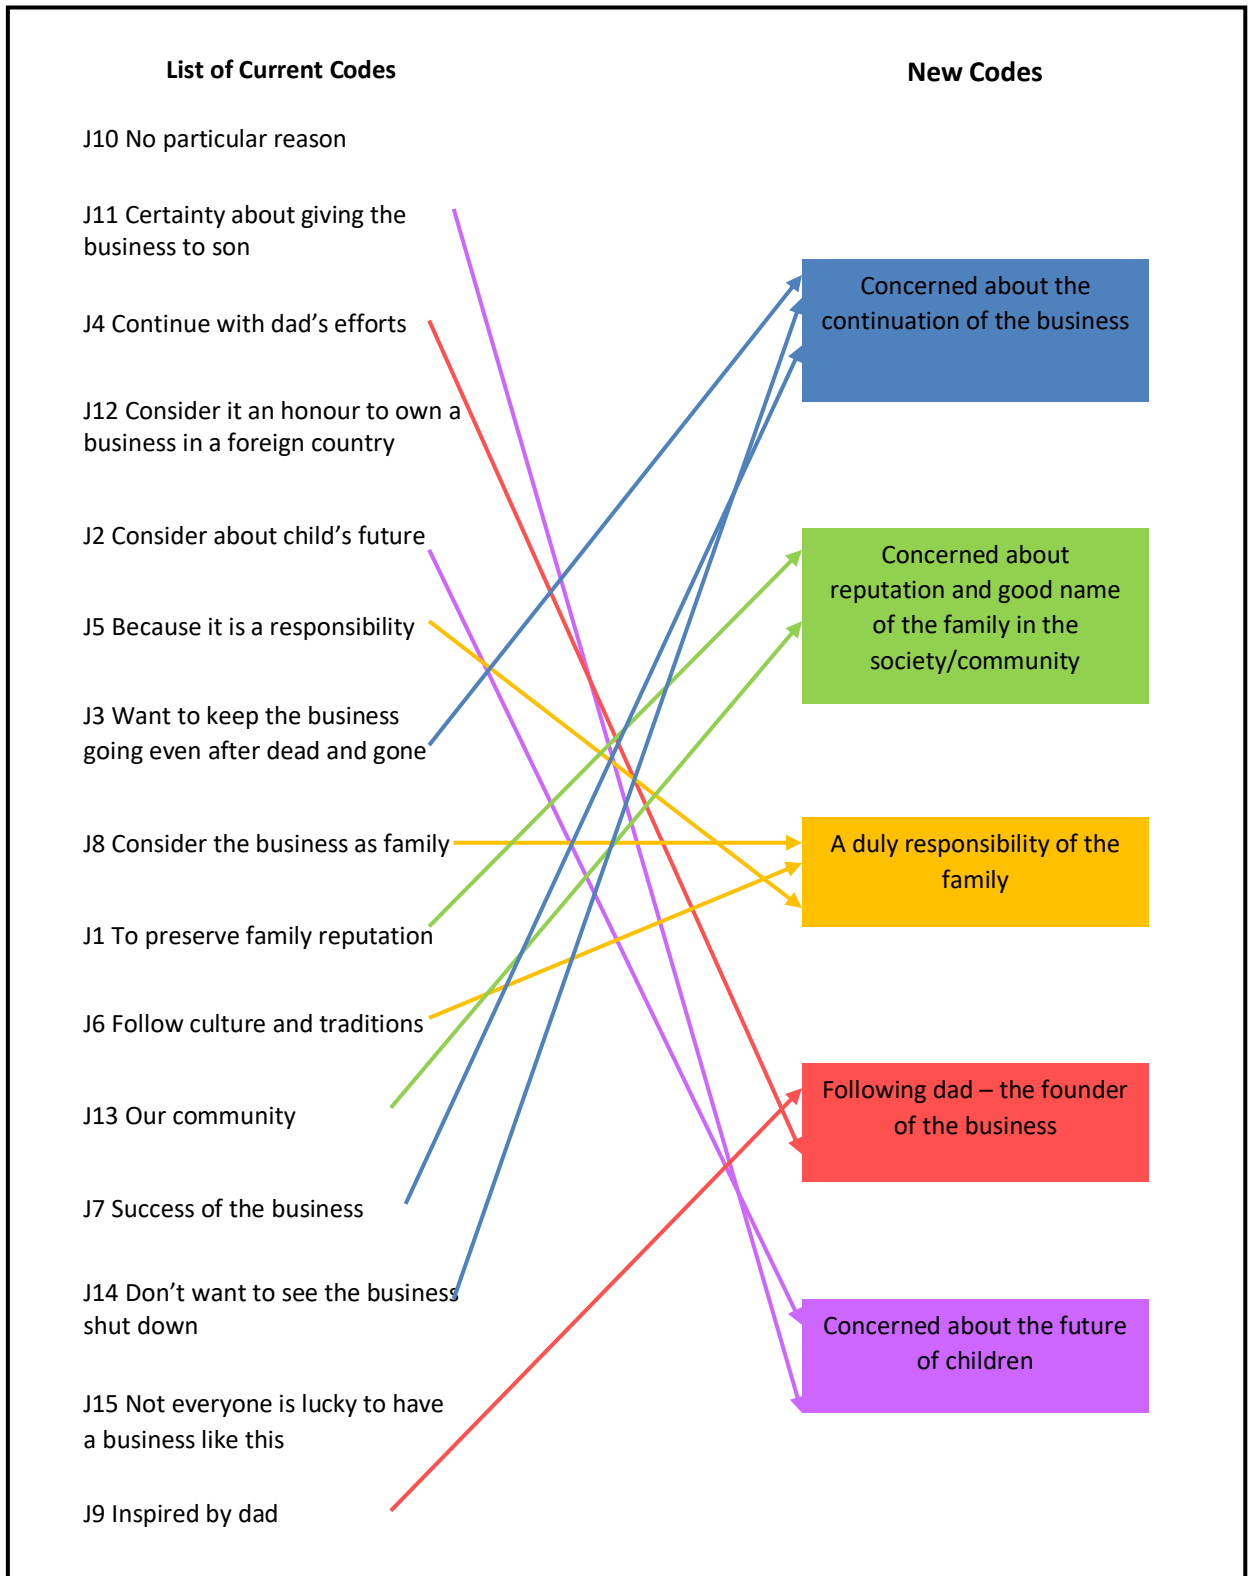 List of Current Codes
J10 No particular reason
J11 Certainty about giving the
business to son
J4 Continue with dad’s efforts
J12 Consider it an honour to own a
business in a foreign country
J2 Consider about child’s future
J5 Because it is a responsibility
J3 Want to keep the business
going even after dead and gone
J8 Consider the business as family
J1 To preserve family reputation
J6 Follow culture and traditions
J13 Our community
J7 Success of the business
J14 Don’t want to see the business
shut down
J15 Not everyone is lucky to have
a business like this
J9 Inspired by dad
New Codes
Concerned about the
continuation of the business
Concerned about
reputation and good name
of the family in the
society/community
A duly responsibility of the
family
Following dad – the founder
of the business
Concerned about the future
of children